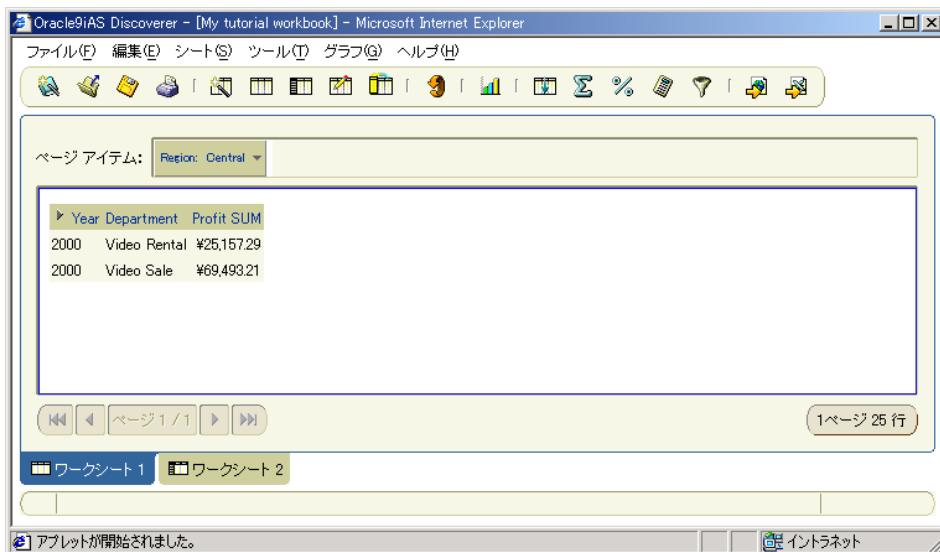 Oracle9iAS Discoverer - [My tutorial workbook] - Microsoft Internet Explorer
ファイル(F) 編集(E) シート(S) ツール(T) グラフ(G) ヘルプ(H)
ページ アイテム: Region: Central
Year Department Profit SUM
2000 Video Rental ¥25,157.29
2000 Video Sale ¥69,493.21
ページ 1 / 1
1ページ 25 行
ワークシート 1 ワークシート 2
アプレットが開始されました。 イントラネット